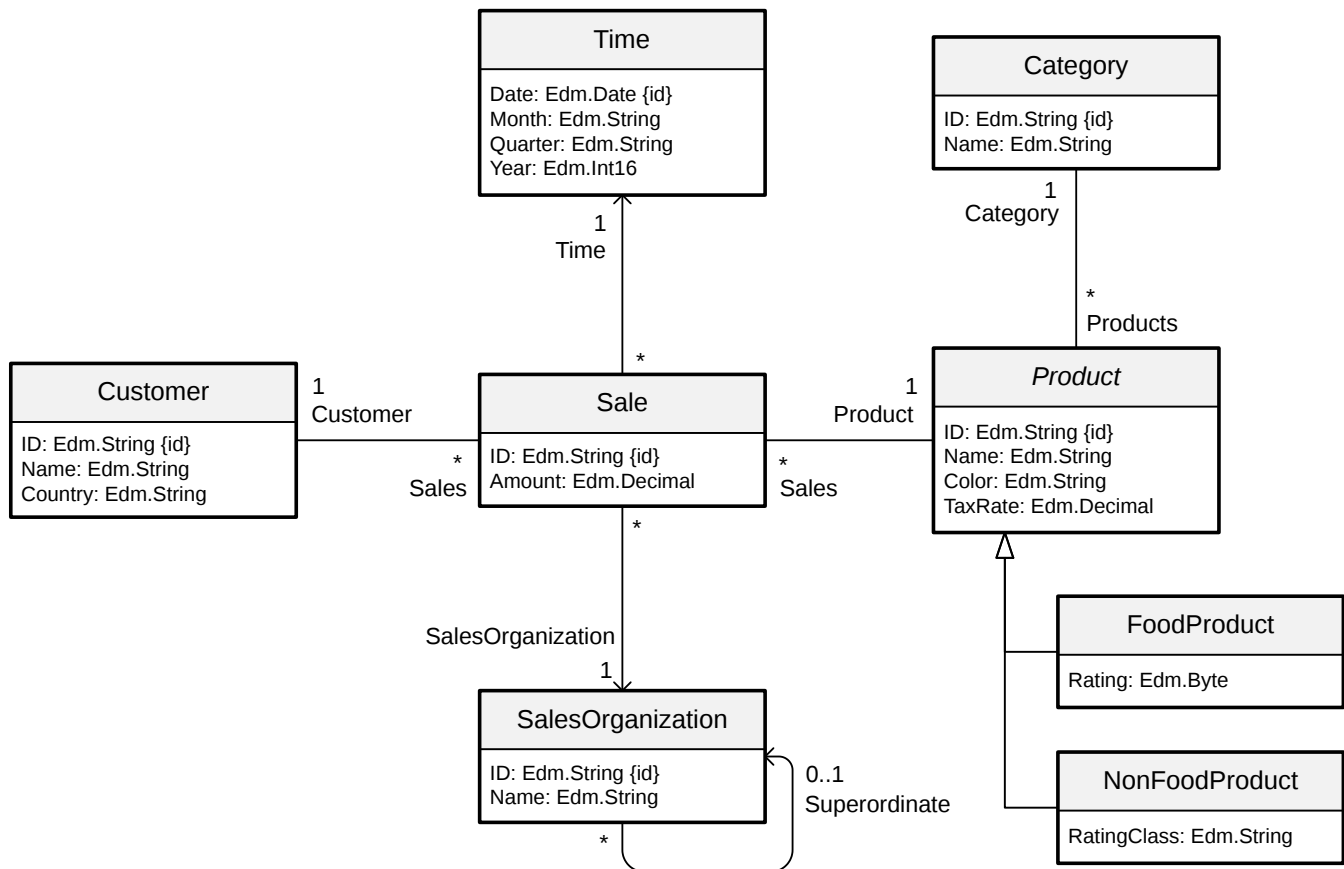 Time
Date: Edm.Date {id}
Month: Edm.String
Quarter: Edm.String
Year: Edm.Int16
Category
ID: Edm.String {id}
Name: Edm.String
1
Time
1
Category
*
Products
*
Customer
ID: Edm.String {id}
Name: Edm.String
Country: Edm.String
1
Customer
*
Sales
Sale
ID: Edm.String {id}
Amount: Edm.Decimal
1
Product
*
Sales
Product
ID: Edm.String {id}
Name: Edm.String
Color: Edm.String
TaxRate: Edm.Decimal
*
SalesOrganization
1
FoodProduct
Rating: Edm.Byte
SalesOrganization
ID: Edm.String {id}
Name: Edm.String
0..1
Superordinate
*
NonFoodProduct
RatingClass: Edm.String